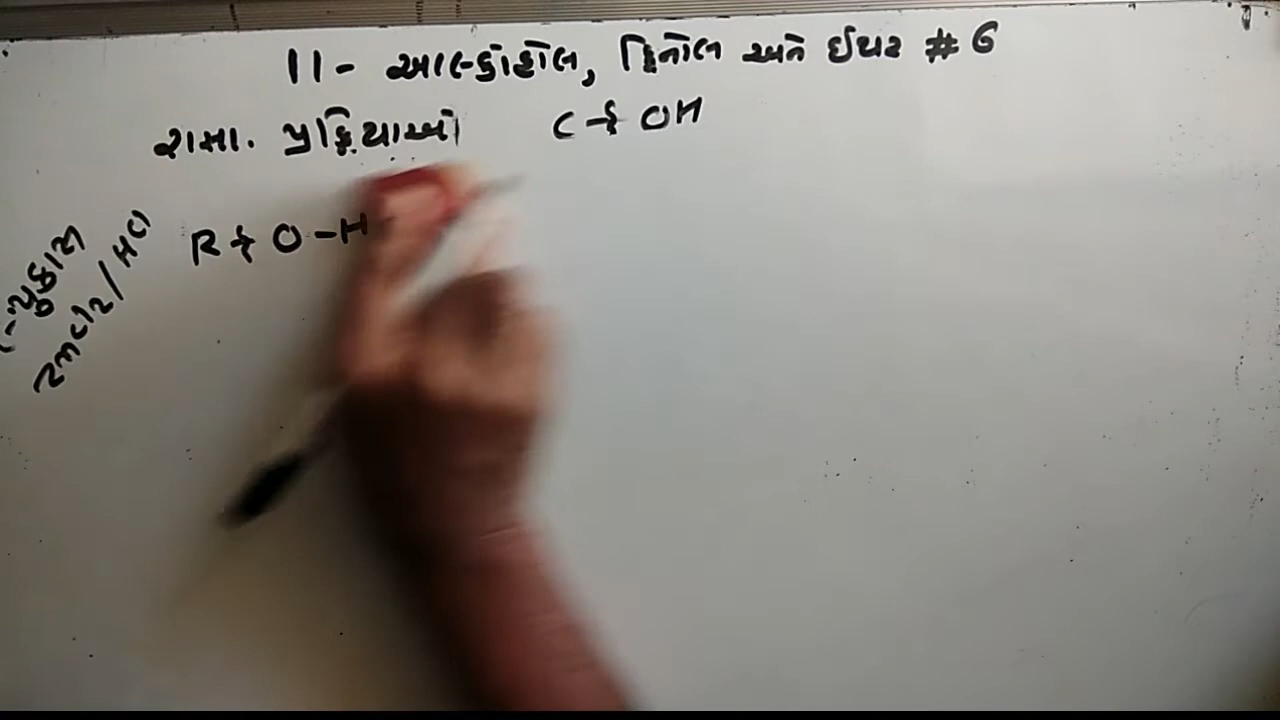 11- આલ્કોહોલ, ફિનોલ અને ઈથર #6
રાસા. પ્રક્રિયાઓ C-}OH
R-}O-H
લ્યુકાસ
ZnCl2/HCl